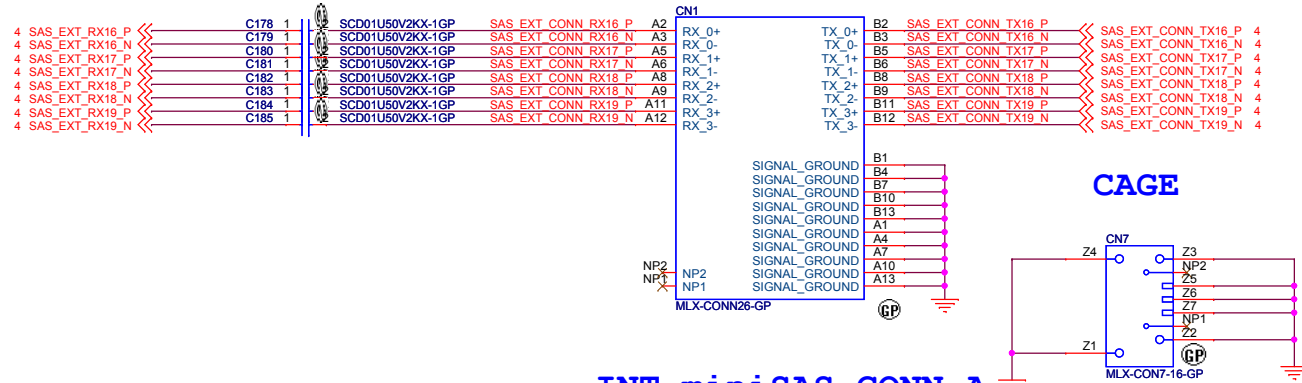 CN1
C178 1 2 SCD01U50V2KX-1GP SAS_EXT_CONN_RX16_P A2 RX_0+ TX_0+ B2 SAS_EXT_CONN_TX16_P
4 SAS_EXT_RX16_P SAS_EXT_CONN_TX16_P 4
C179 1 SCD01U50V2KX-1GP SAS_EXT_CONN_RX16_N A3 RX_0- TX_0- B3 SAS_EXT_CONN_TX16_N
4 SAS_EXT_RX16_N SAS_EXT_CONN_TX16_N 4
C180 1 SCD01U50V2KX-1GP SAS_EXT_CONN_RX17_P A5 RX_1+ TX_1+ B5 SAS_EXT_CONN_TX17_P
4 SAS_EXT_RX17_P SAS_EXT_CONN_TX17_P 4
C181 1 SCD01U50V2KX-1GP SAS_EXT_CONN_RX17_N A6 RX_1- TX_1- B6 SAS_EXT_CONN_TX17_N
4 SAS_EXT_RX17_N SAS_EXT_CONN_TX17_N 4
C182 1 SCD01U50V2KX-1GP SAS_EXT_CONN_RX18_P A8 RX_2+ TX_2+ B8 SAS_EXT_CONN_TX18_P
4 SAS_EXT_RX18_P SAS_EXT_CONN_TX18_P 4
C183 1 SCD01U50V2KX-1GP SAS_EXT_CONN_RX18_N A9 RX_2- TX_2- B9 SAS_EXT_CONN_TX18_N
4 SAS_EXT_RX18_N SAS_EXT_CONN_TX18_N 4
C184 1 SCD01U50V2KX-1GP SAS_EXT_CONN_RX19_P A11 RX_3+ TX_3+ B11 SAS_EXT_CONN_TX19_P
4 SAS_EXT_RX19_P SAS_EXT_CONN_TX19_P 4
C185 1 2 SCD01U50V2KX-1GP SAS_EXT_CONN_RX19_N A12 RX_3- TX_3- B12 SAS_EXT_CONN_TX19_N
4 SAS_EXT_RX19_N SAS_EXT_CONN_TX19_N 4
SIGNAL_GROUND B1
SIGNAL_GROUND B4
SIGNAL_GROUND B7
SIGNAL_GROUND B10
SIGNAL_GROUND B13
SIGNAL_GROUND A1
SIGNAL_GROUND A4
SIGNAL_GROUND A7
NP2 NP2 SIGNAL_GROUND A10
NP1 NP1 SIGNAL_GROUND A13
MLX-CONN26-GP
GP
CAGE
CN7
Z4 Z3
NP2
Z5
Z6
Z7
NP1
Z1 Z2
GP
MLX-CON7-16-GP
INT miniSAS CONN A